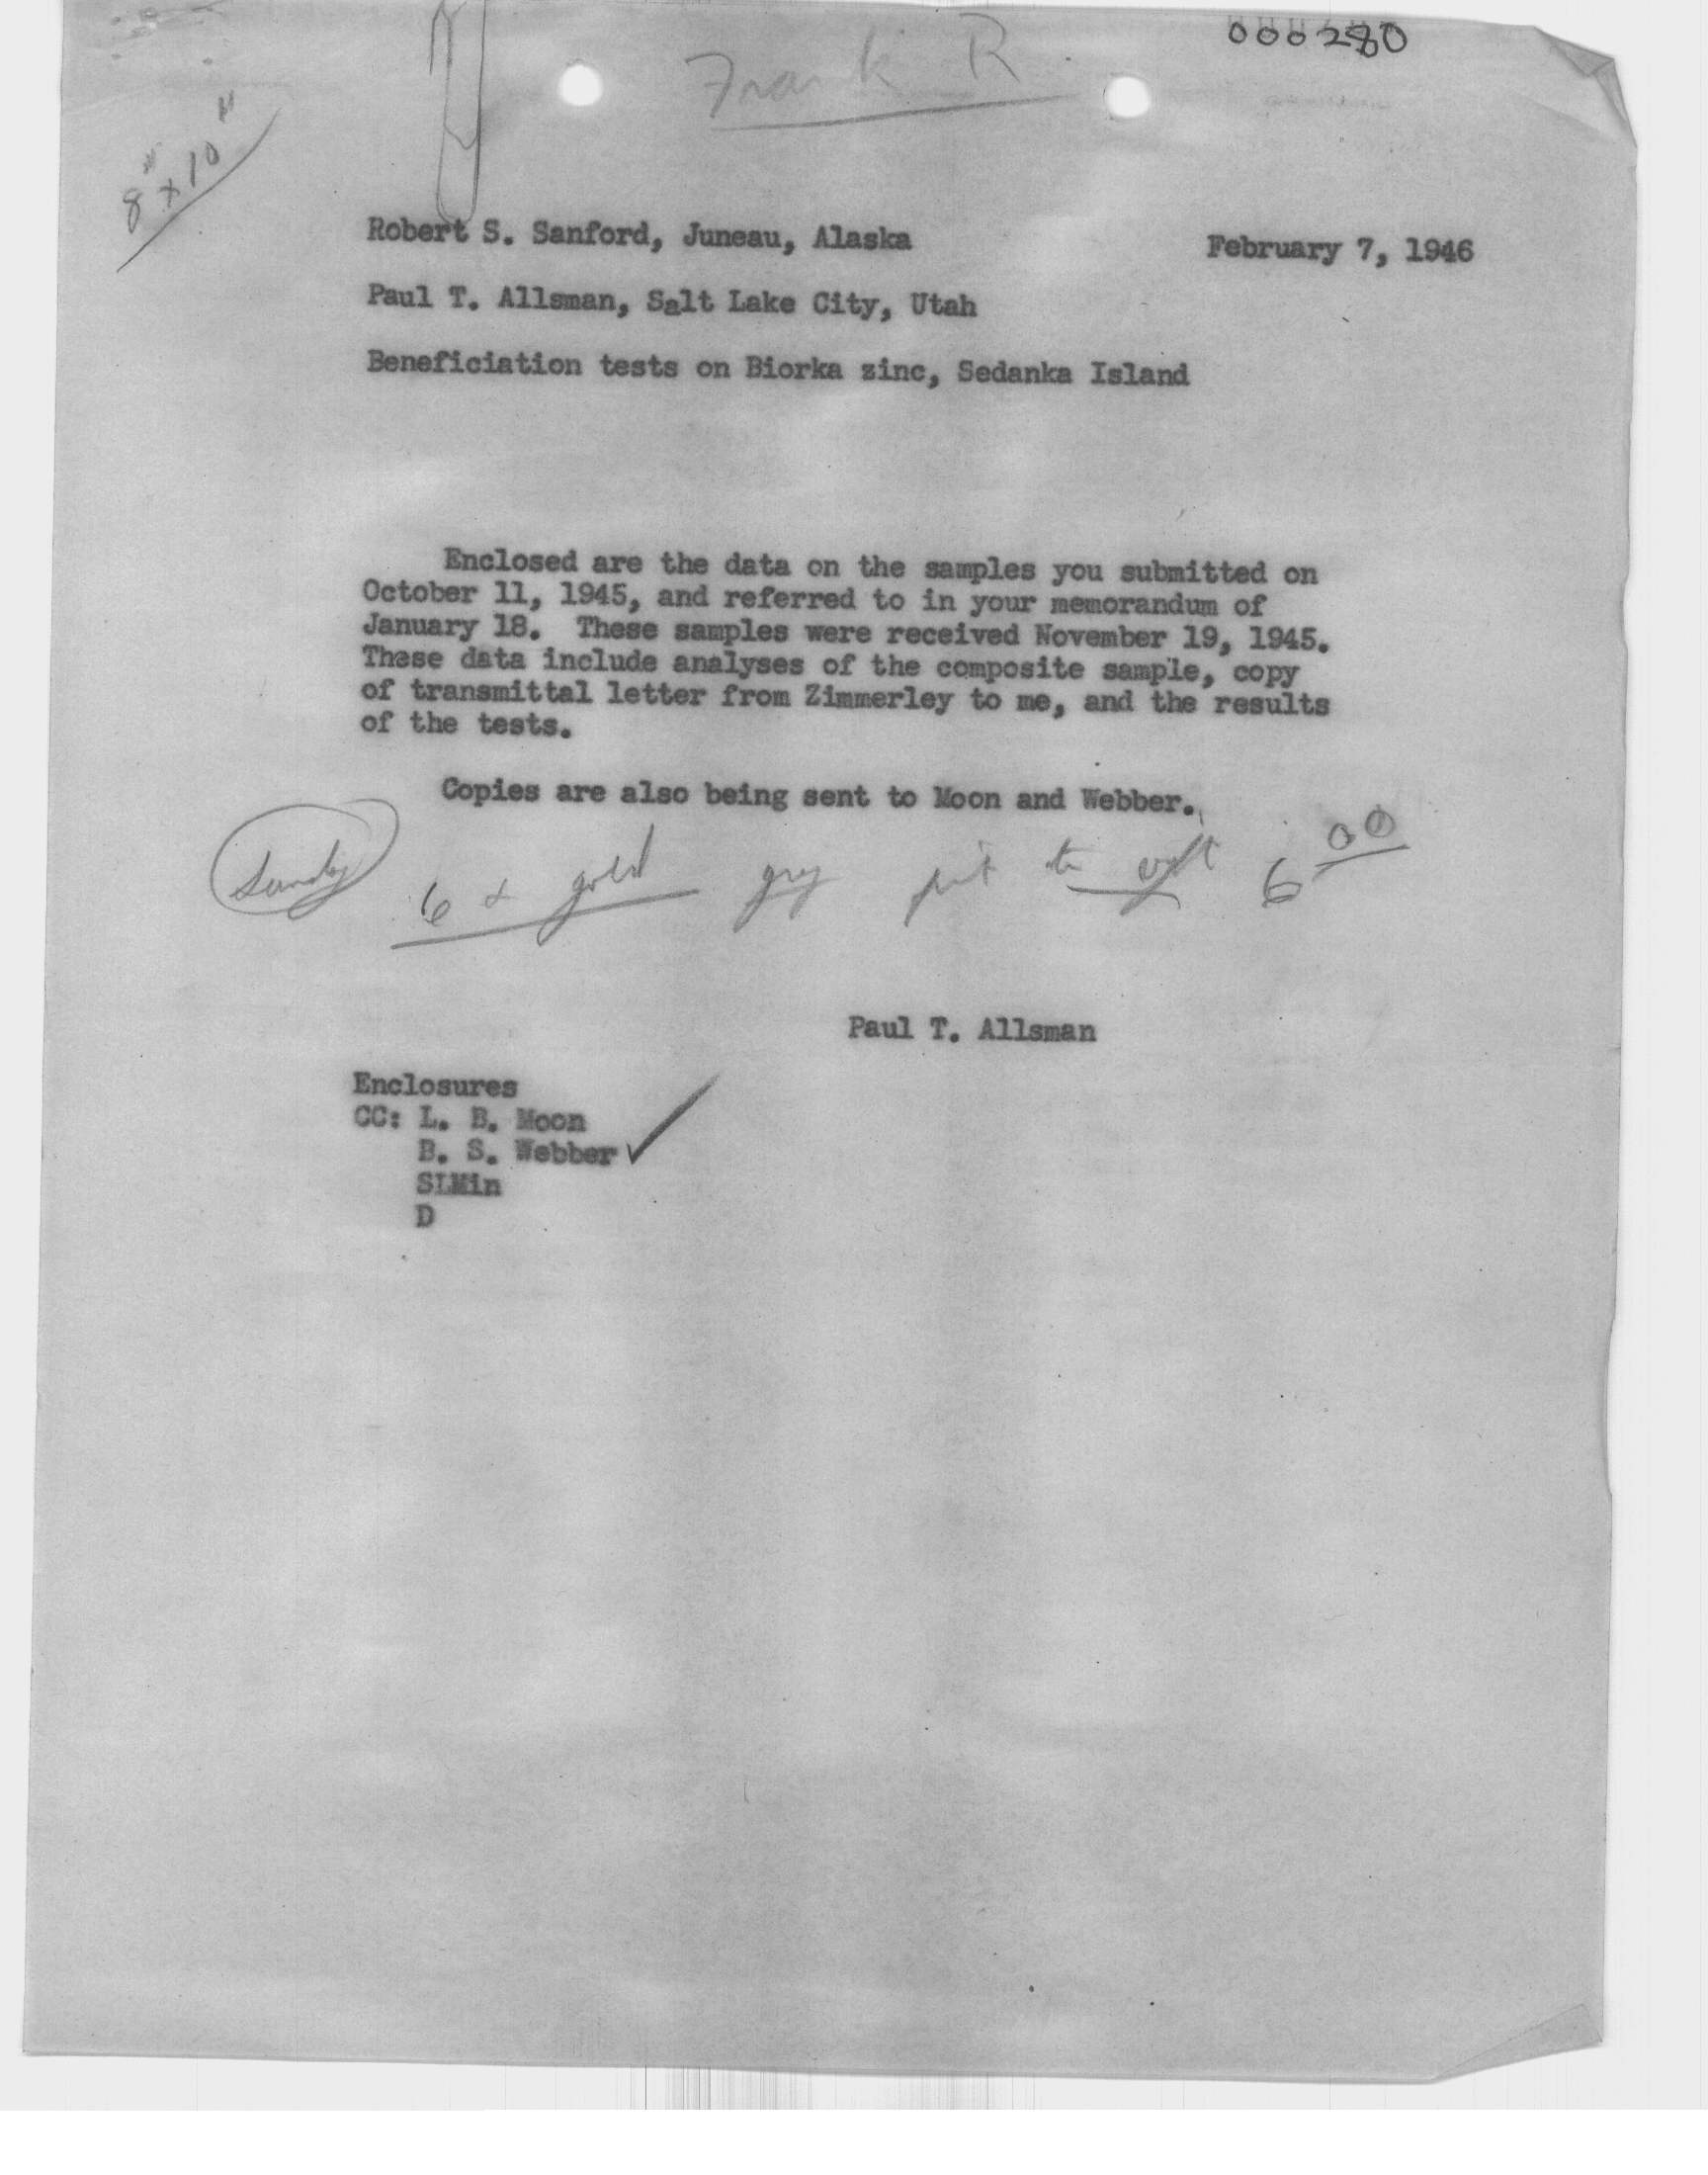 000280
Frank R.
8" x 10"
Robert S. Sanford, Juneau, Alaska
February 7, 1946
Paul T. Allsman, Salt Lake City, Utah
Beneficiation tests on Biorka zinc, Sedanka Island
Enclosed are the data on the samples you submitted on
October 11, 1945, and referred to in your memorandum of
January 18. These samples were received November 19, 1945.
These data include analyses of the composite sample, copy
of transmittal letter from Zimmerley to me, and the results
of the tests.
Copies are also being sent to Moon and Webber.
6 gold 6 00
Paul T. Allsman
Enclosures
CC: L. B. Moon
B. S. Webber
SLMin
D